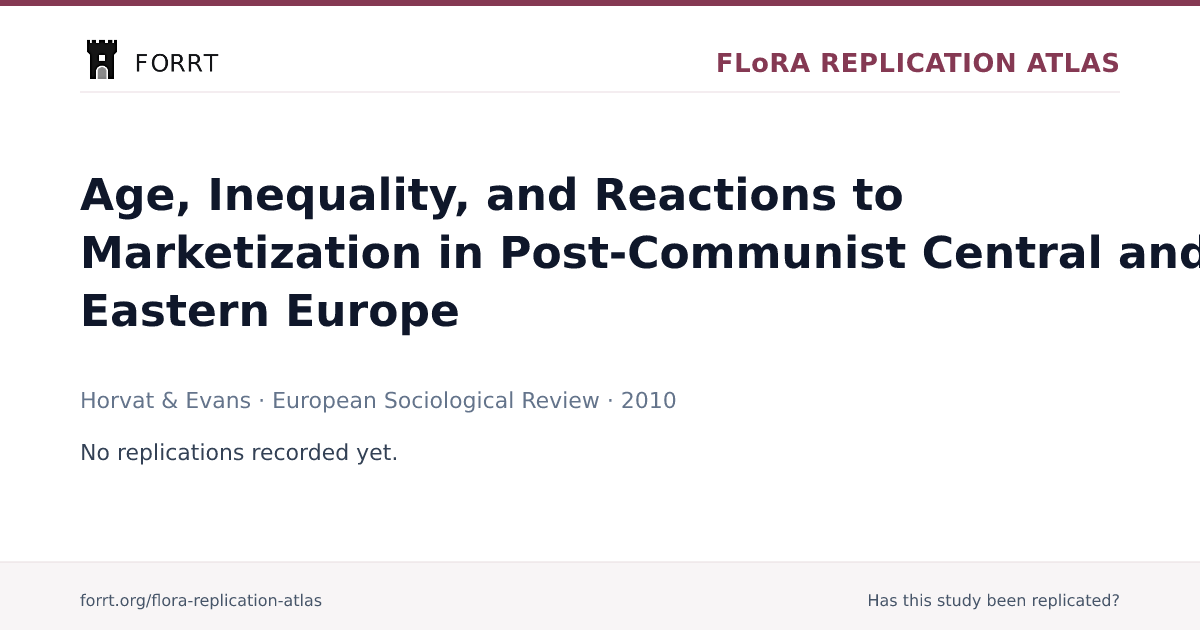 FORRT
FLoRA REPLICATION ATLAS
Age, Inequality, and Reactions to
Marketization in Post-Communist Central and
Eastern Europe
Horvat & Evans · European Sociological Review · 2010
No replications recorded yet.
forrt.org/flora-replication-atlas
Has this study been replicated?